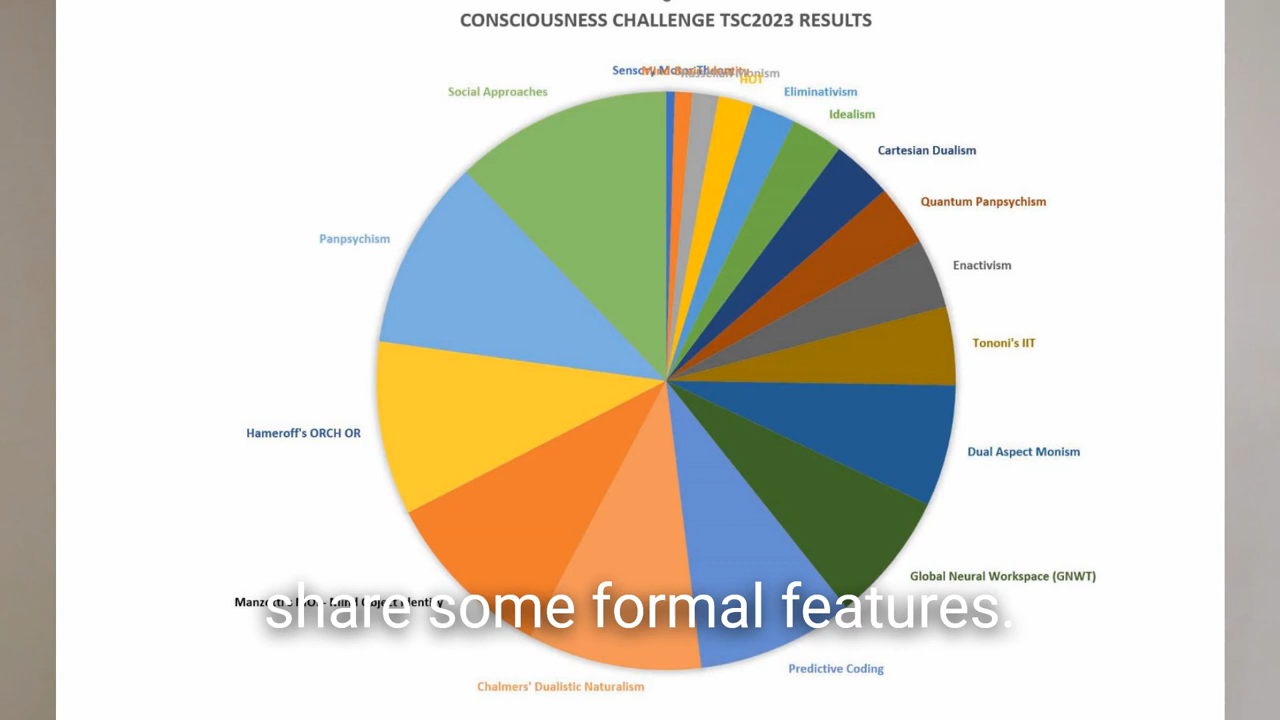 CONSCIOUSNESS CHALLENGE TSC2023 RESULTS
HOT
Social Approaches
Eliminativism
Idealism
Cartesian Dualism
Quantum Panpsychism
Panpsychism
Enactivism
Tononi's IIT
Hameroff's ORCH OR
Dual Aspect Monism
Global Neural Workspace (GNWT)
share some formal features.
Predictive Coding
Chalmers' Dualistic Naturalism